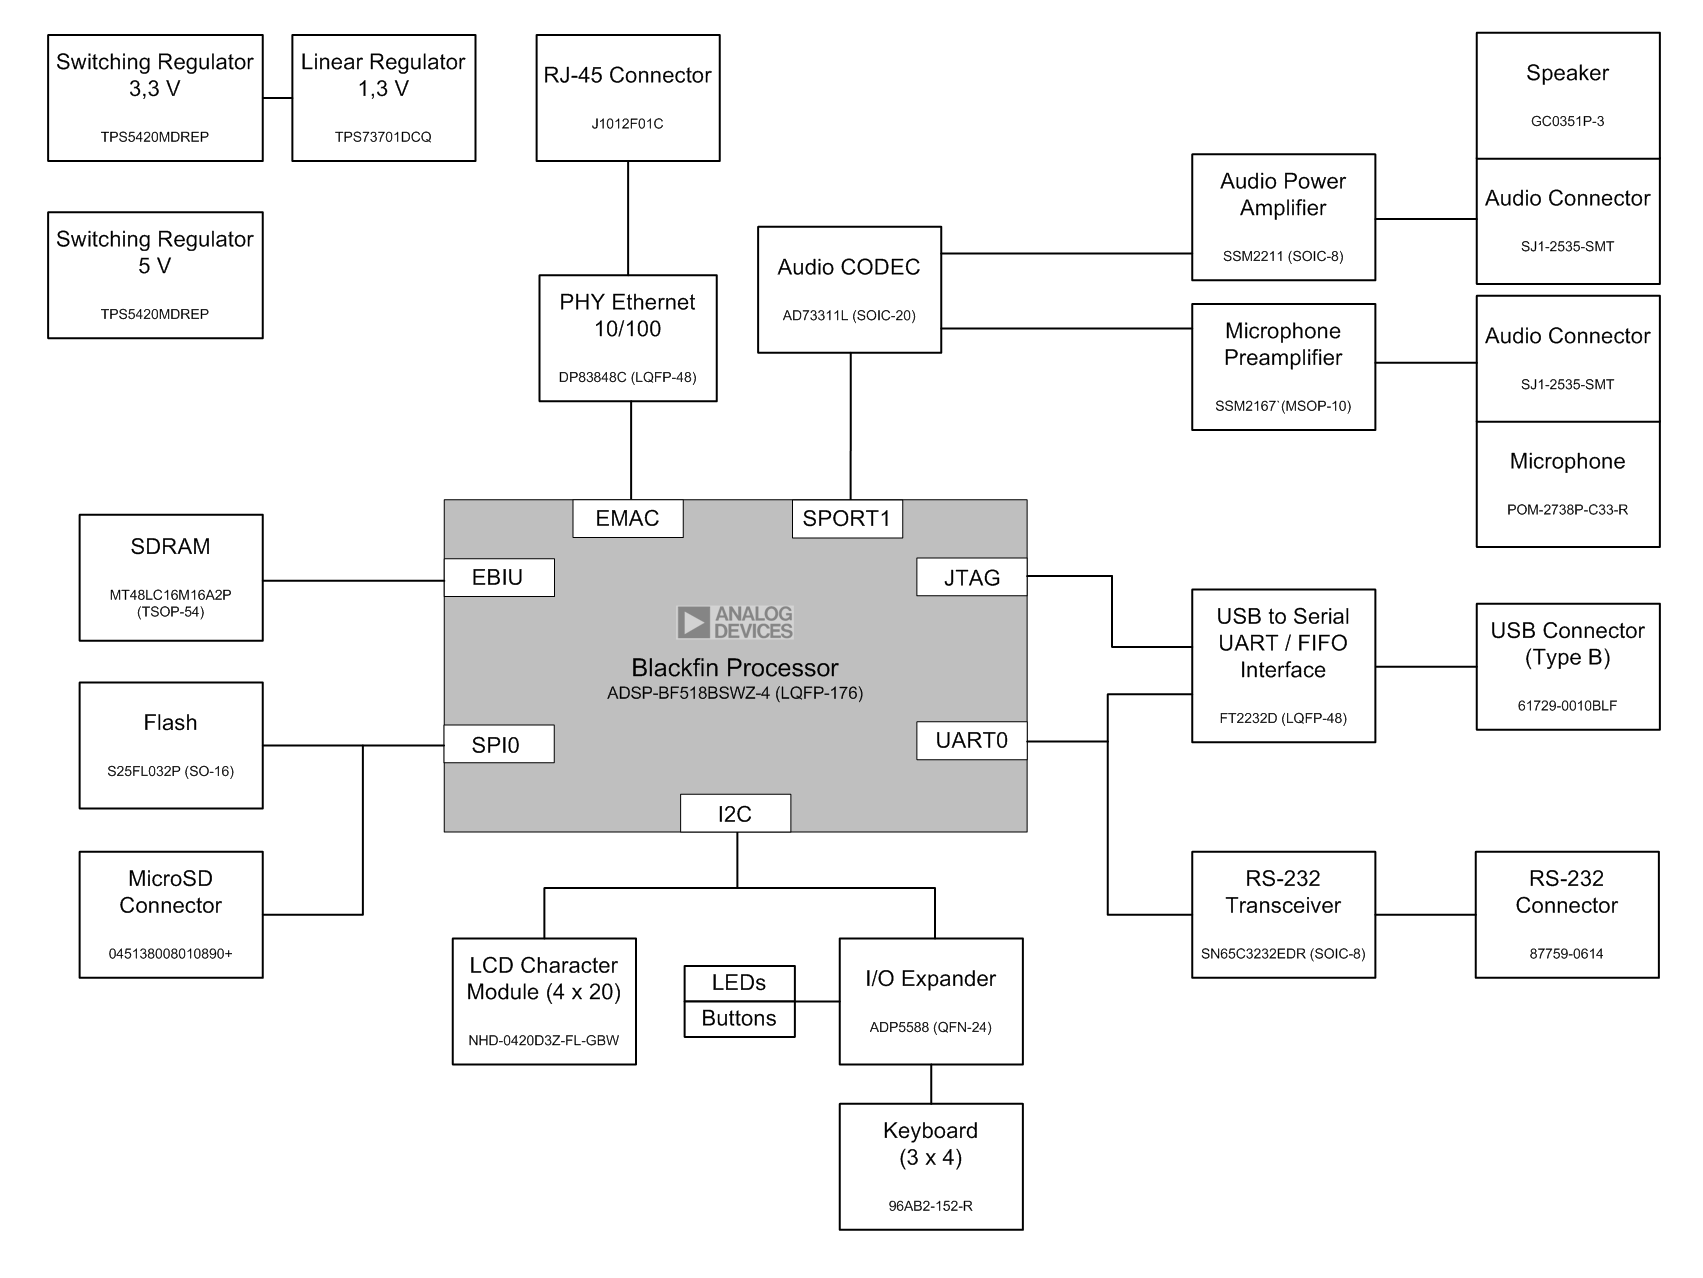 Switching Regulator
3,3 V
TPS5420MDREP
Linear Regulator
1,3 V
TPS73701DCQ
RJ-45 Connector
J1012F01C
Speaker
GC0351P-3
Audio Connector
SJ1-2535-SMT
Audio Power
Amplifier
SSM2211 (SOIC-8)
Switching Regulator
5 V
TPS5420MDREP
PHY Ethernet
10/100
DP83848C (LQFP-48)
Audio CODEC
AD73311L (SOIC-20)
Microphone
Preamplifier
SSM2167`(MSOP-10)
Audio Connector
SJ1-2535-SMT
Microphone
POM-2738P-C33-R
SDRAM
MT48LC16M16A2P
(TSOP-54)
Flash
S25FL032P (SO-16)
MicroSD
Connector
045138008010890+
EMAC
SPORT1
EBIU
JTAG
ANALOG
DEVICES
Blackfin Processor
ADSP-BF518BSWZ-4 (LQFP-176)
SPI0
UART0
I2C
USB to Serial
UART / FIFO
Interface
FT2232D (LQFP-48)
USB Connector
(Type B)
61729-0010BLF
RS-232
Transceiver
SN65C3232EDR (SOIC-8)
RS-232
Connector
87759-0614
LCD Character
Module (4 x 20)
NHD-0420D3Z-FL-GBW
LEDs
Buttons
I/O Expander
ADP5588 (QFN-24)
Keyboard
(3 x 4)
96AB2-152-R